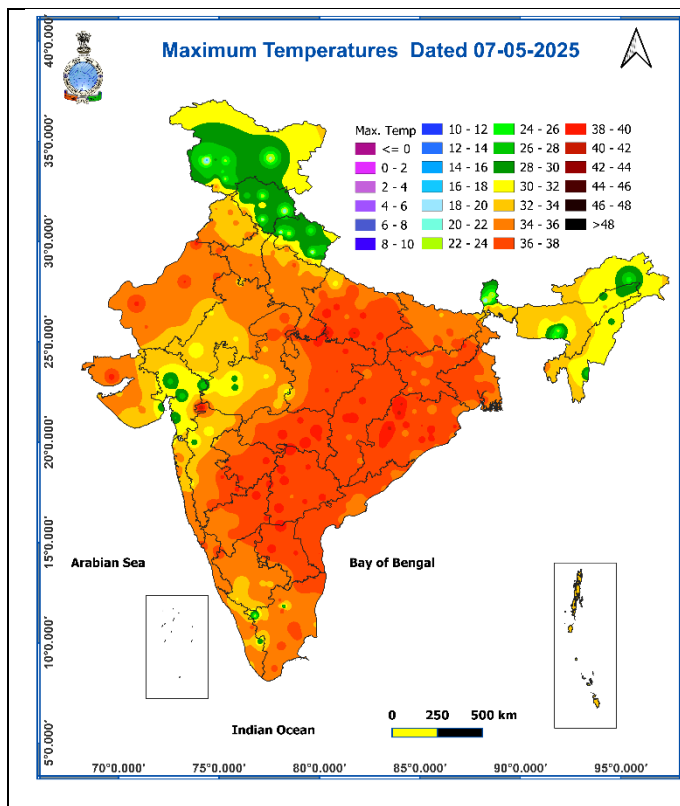 Maximum Temperatures Dated 07-05-2025
Max. Temp
<= 0
0 - 2
2 - 4
4 - 6
6 - 8
8 - 10
10 - 12
12 - 14
14 - 16
16 - 18
18 - 20
20 - 22
22 - 24
24 - 26
26 - 28
28 - 30
30 - 32
32 - 34
34 - 36
36 - 38
38 - 40
40 - 42
42 - 44
44 - 46
46 - 48
>48
40°0.000'
35°0.000'
30°0.000'
25°0.000'
20°0.000'
15°0.000'
10°0.000'
5°0.000'
Arabian Sea
Bay of Bengal
Indian Ocean
0 250 500 km
70°0.000' 75°0.000' 80°0.000' 85°0.000' 90°0.000' 95°0.000'